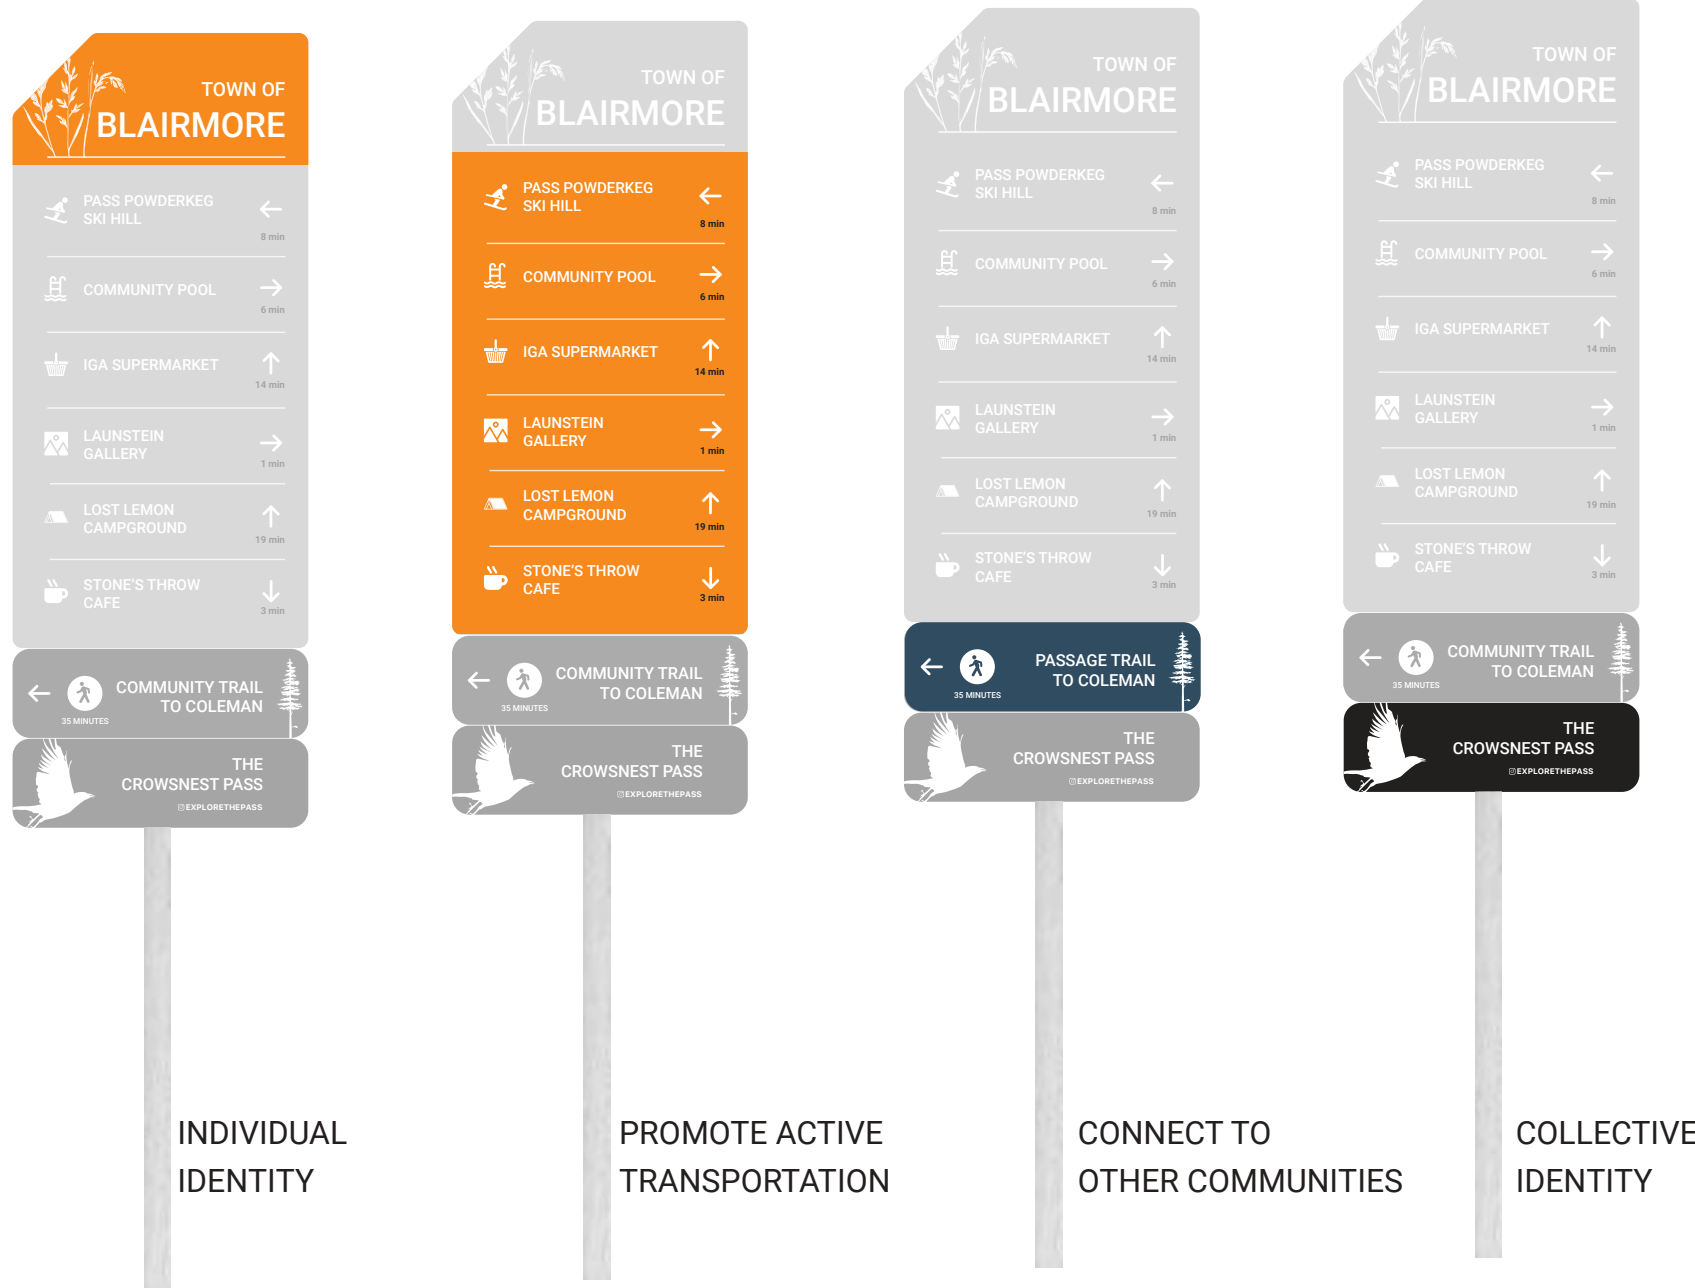 TOWN OF
BLAIRMORE
PASS POWDERKEG
SKI HILL
8 min
COMMUNITY POOL
6 min
IGA SUPERMARKET
14 min
LAUNSTEIN
GALLERY
1 min
LOST LEMON
CAMPGROUND
19 min
STONE'S THROW
CAFE
3 min
COMMUNITY TRAIL
TO COLEMAN
35 MINUTES
THE
CROWSNEST PASS
EXPLORETHEPASS
INDIVIDUAL
IDENTITY
TOWN OF
BLAIRMORE
PASS POWDERKEG
SKI HILL
8 min
COMMUNITY POOL
6 min
IGA SUPERMARKET
14 min
LAUNSTEIN
GALLERY
1 min
LOST LEMON
CAMPGROUND
19 min
STONE'S THROW
CAFE
3 min
COMMUNITY TRAIL
TO COLEMAN
35 MINUTES
THE
CROWSNEST PASS
EXPLORETHEPASS
PROMOTE ACTIVE
TRANSPORTATION
TOWN OF
BLAIRMORE
PASS POWDERKEG
SKI HILL
8 min
COMMUNITY POOL
6 min
IGA SUPERMARKET
14 min
LAUNSTEIN
GALLERY
1 min
LOST LEMON
CAMPGROUND
19 min
STONE'S THROW
CAFE
3 min
PASSAGE TRAIL
TO COLEMAN
35 MINUTES
THE
CROWSNEST PASS
EXPLORETHEPASS
CONNECT TO
OTHER COMMUNITIES
TOWN OF
BLAIRMORE
PASS POWDERKEG
SKI HILL
8 min
COMMUNITY POOL
6 min
IGA SUPERMARKET
14 min
LAUNSTEIN
GALLERY
1 min
LOST LEMON
CAMPGROUND
19 min
STONE'S THROW
CAFE
3 min
COMMUNITY TRAIL
TO COLEMAN
35 MINUTES
THE
CROWSNEST PASS
EXPLORETHEPASS
COLLECTIVE
IDENTITY